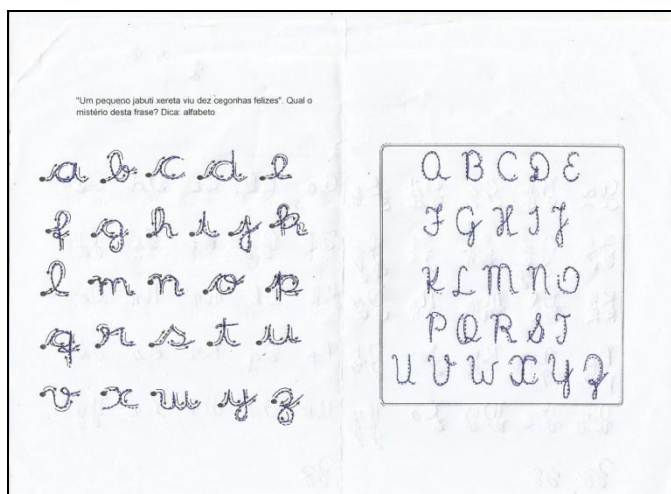 "Um pequeno jabuti xereta viu dez cegonhas felizes". Qual o
mistério desta frase? Dica: alfabeto
a b c d e
f g h i j k
l m n o p
q r s t u
v x w y z
A B C D E
F G H I J
K L M N O
P Q R S T
U V W X Y Z